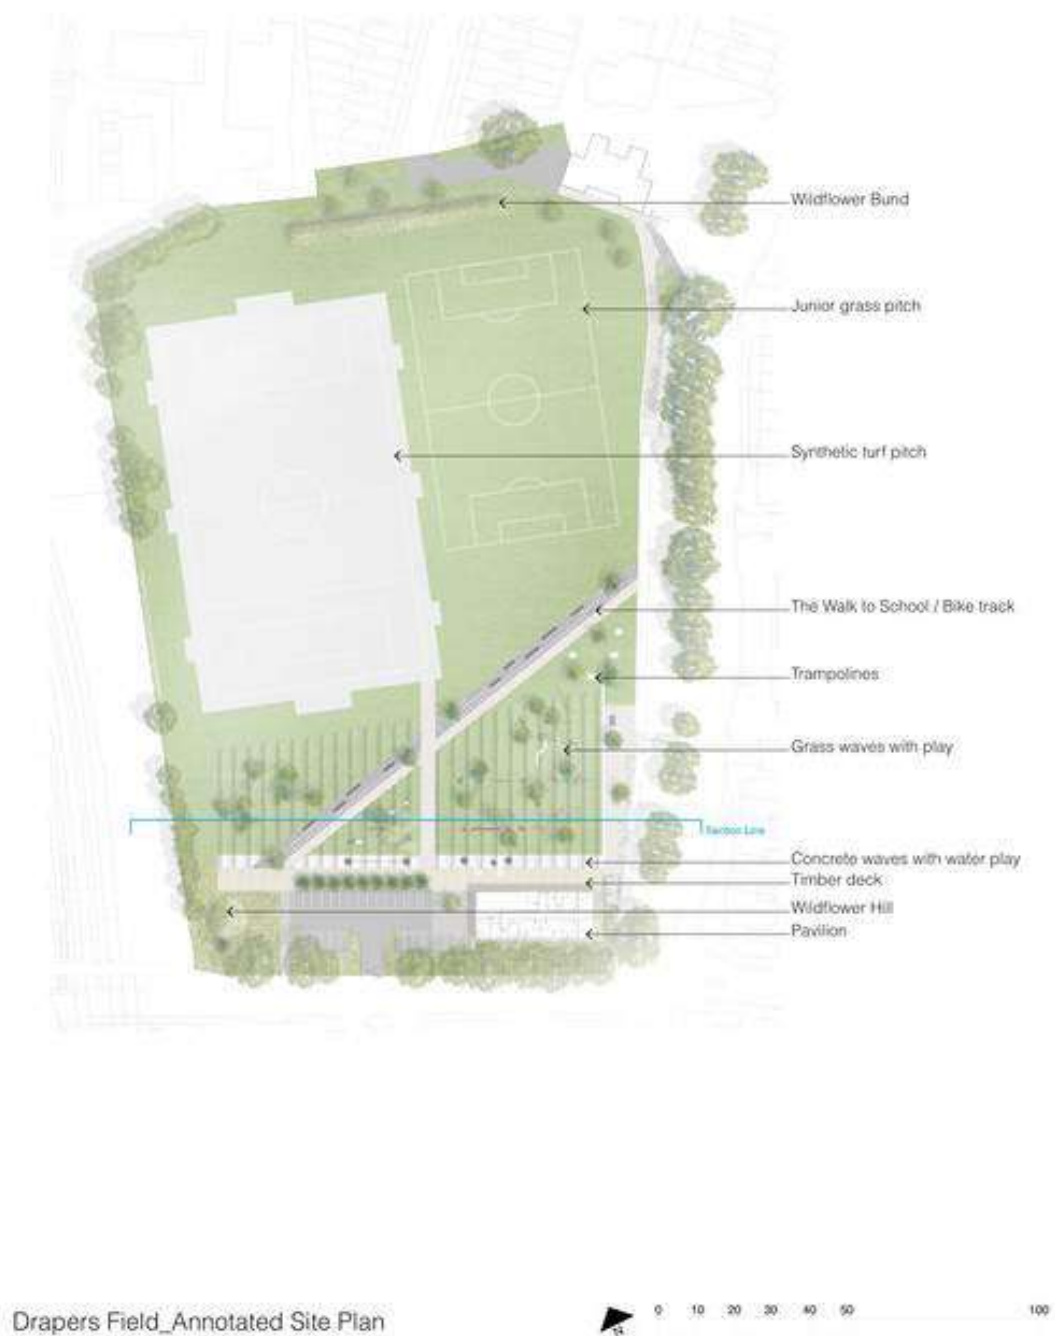 Wildflower Bund
Junior grass pitch
Synthetic turf pitch
The Walk to School / Bike track
Trampolines
Grass waves with play
Section Line
Concrete waves with water play
Timber deck
Wildflower Hill
Pavilion
Drapers Field_Annotated Site Plan
0 10 20 30 40 50 100